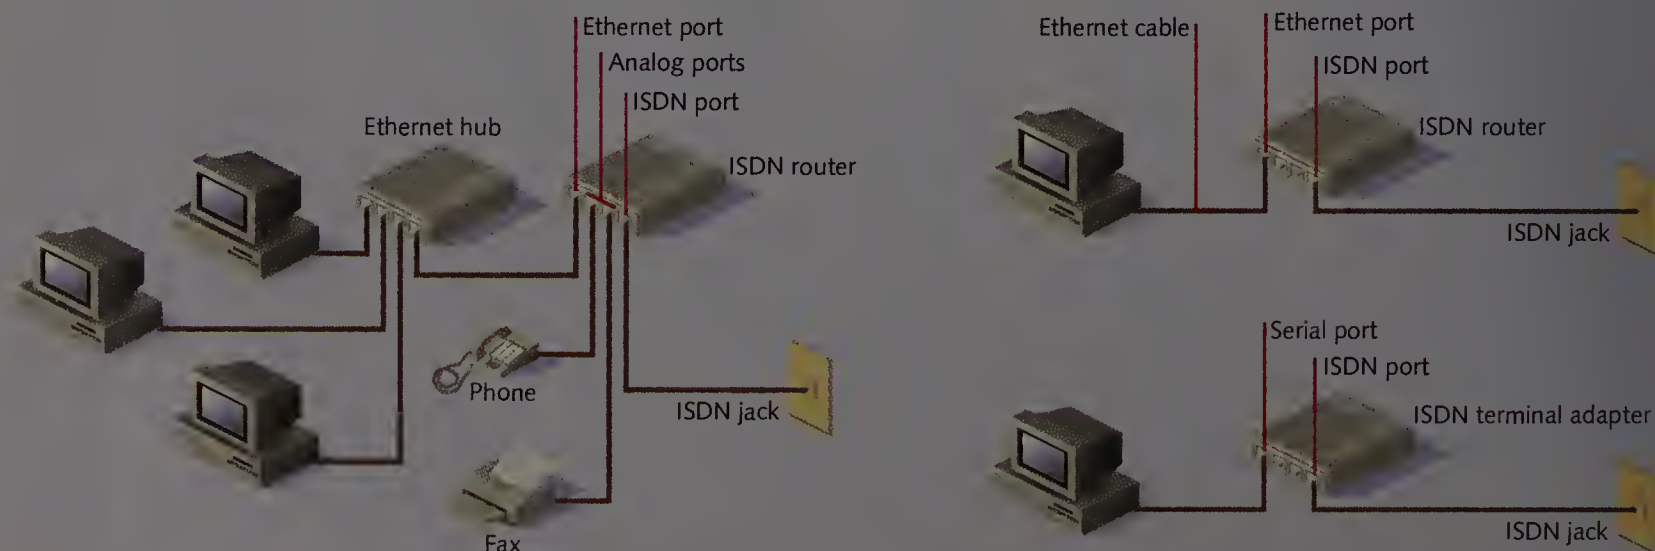 Ethernet port
Analog ports
ISDN port
Ethernet hub
ISDN router
Phone
ISDN jack
Fax
Ethernet cable
Ethernet port
ISDN port
ISDN router
ISDN jack
Serial port
ISDN port
ISDN terminal adapter
ISDN jack